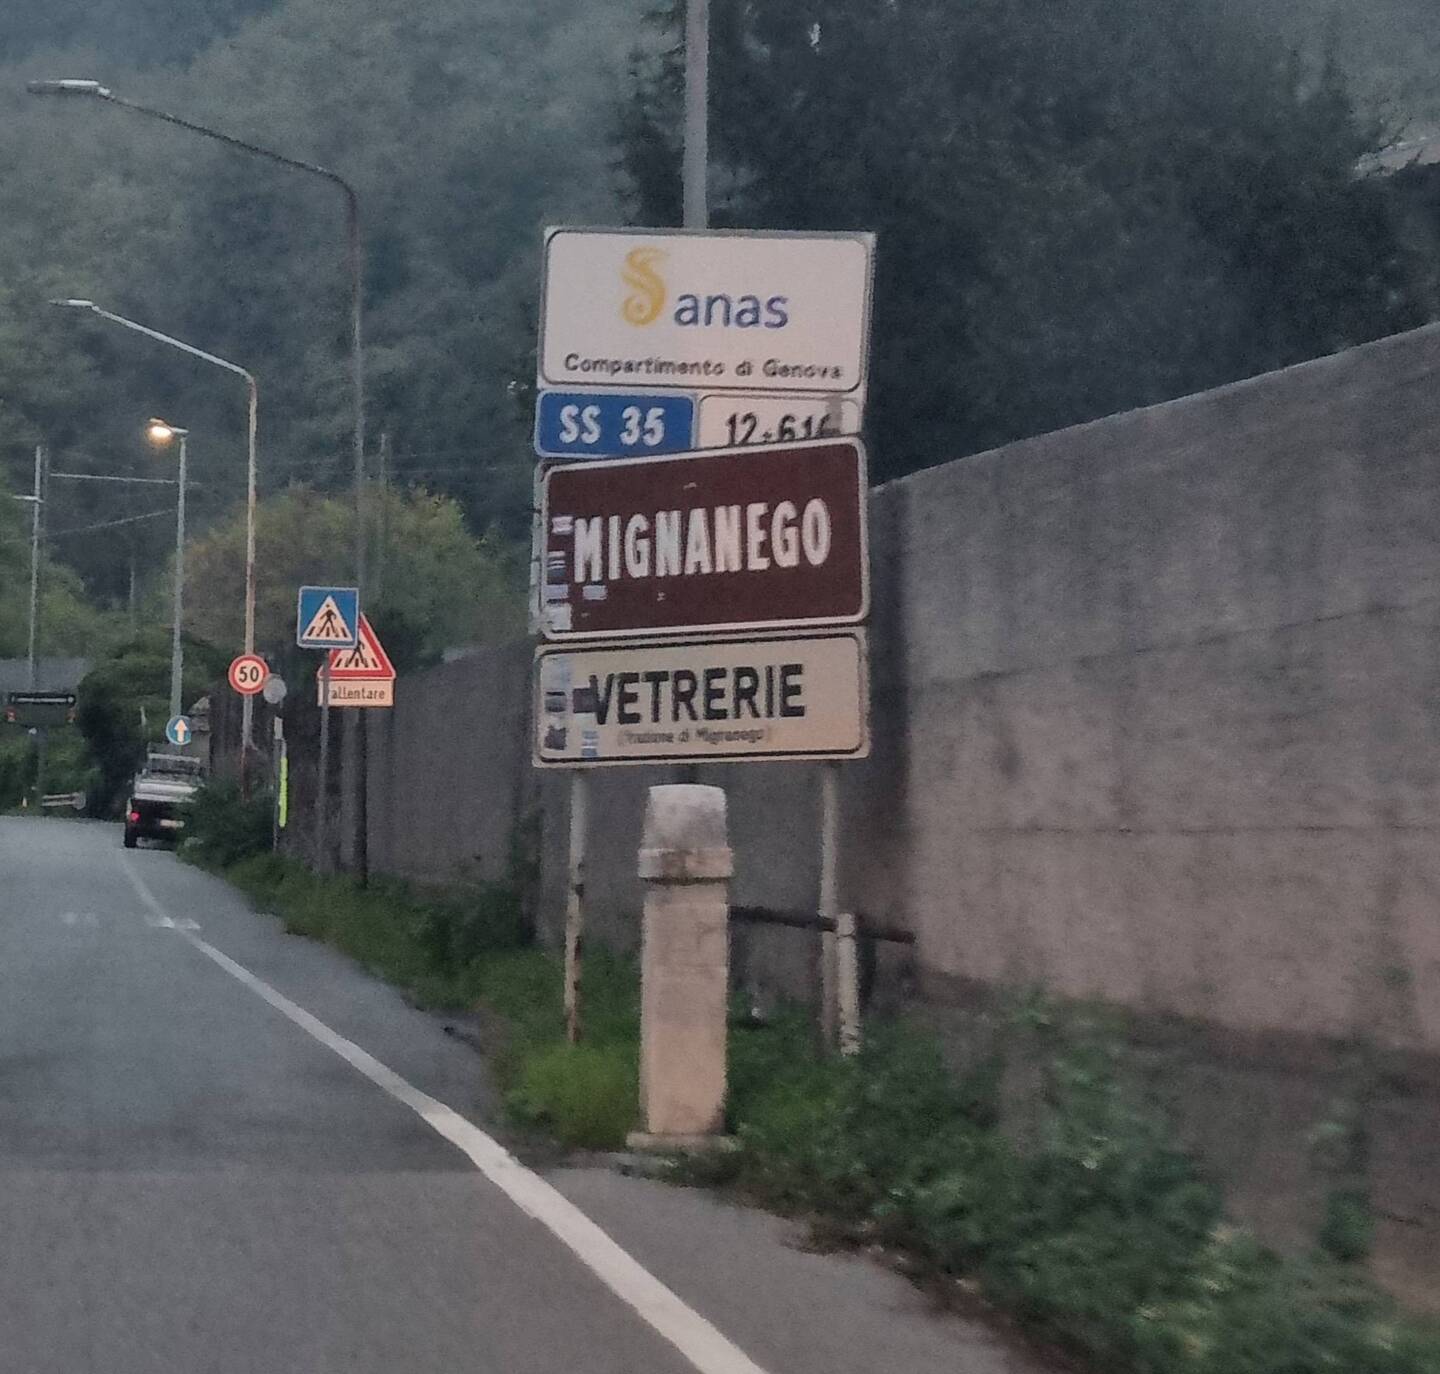 anas
Compartimento di Genova
SS 35
MIGNANEGO
VETRERIE
(frazione di Mignanego)
50
rallentare